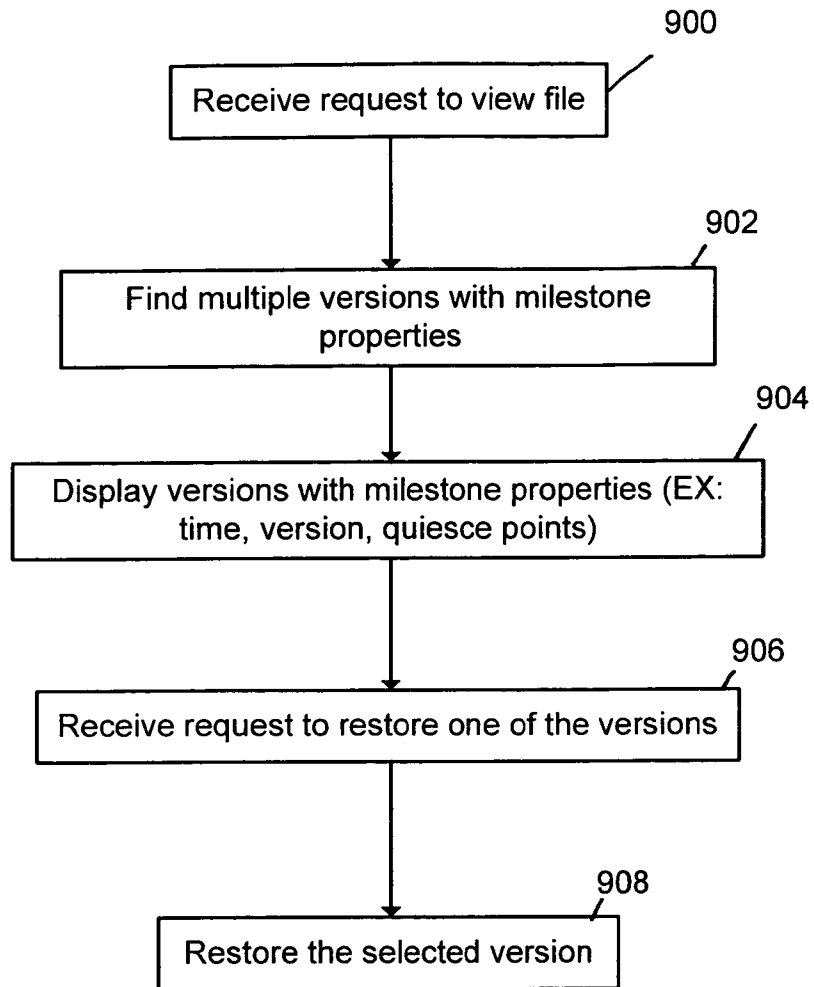 900
Receive request to view file
902
Find multiple versions with milestone
properties
904
Display versions with milestone properties (EX:
time, version, quiesce points)
906
Receive request to restore one of the versions
908
Restore the selected version